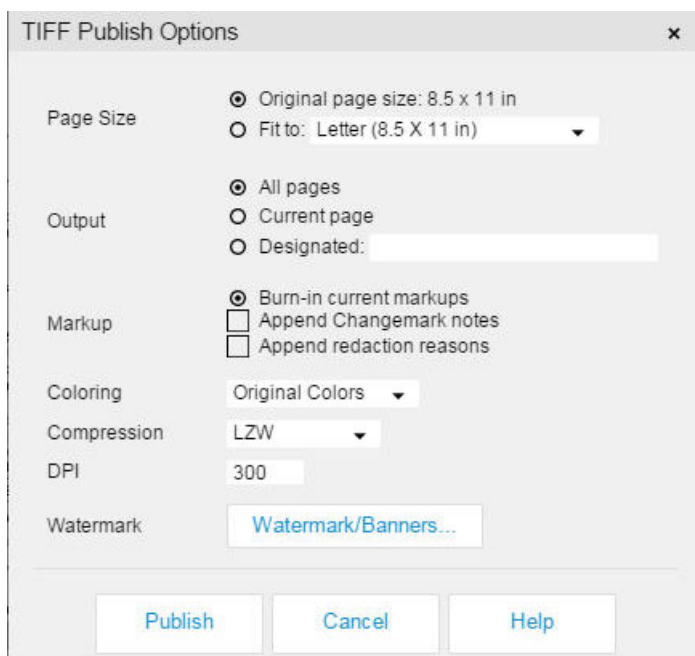 TIFF Publish Options
Page Size
Original page size: 8.5 x 11 in
Fit to: Letter (8.5 X 11 in)
Output
All pages
Current page
Designated:
Markup
Burn-in current markups
Append Changemark notes
Append redaction reasons
Coloring Original Colors
Compression LZW
DPI 300
Watermark Watermark/Banners...
Publish Cancel Help